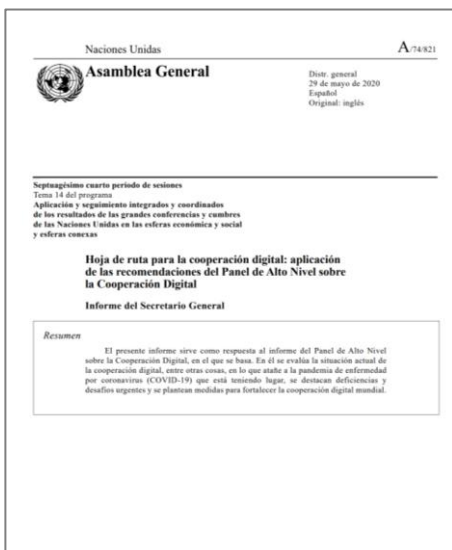 Naciones Unidas A/74/821
Asamblea General
Distr. general
29 de mayo de 2020
Español
Original: inglés
Septuagésimo cuarto período de sesiones
Tema 14 del programa
Aplicación y seguimiento integrados y coordinados
de los resultados de las grandes conferencias y cumbres
de las Naciones Unidas en las esferas económica y social
y esferas conexas
Hoja de ruta para la cooperación digital: aplicación
de las recomendaciones del Panel de Alto Nivel sobre
la Cooperación Digital
Informe del Secretario General
Resumen
El presente informe sirve como respuesta al informe del Panel de Alto Nivel
sobre la Cooperación Digital, en el que se basa. En él se evalúa la situación actual de
la cooperación digital, entre otras cosas, en lo que atañe a la pandemia de enfermedad
por coronavirus (COVID-19) que está teniendo lugar, se destacan deficiencias y
desafíos urgentes y se plantean medidas para fortalecer la cooperación digital mundial.